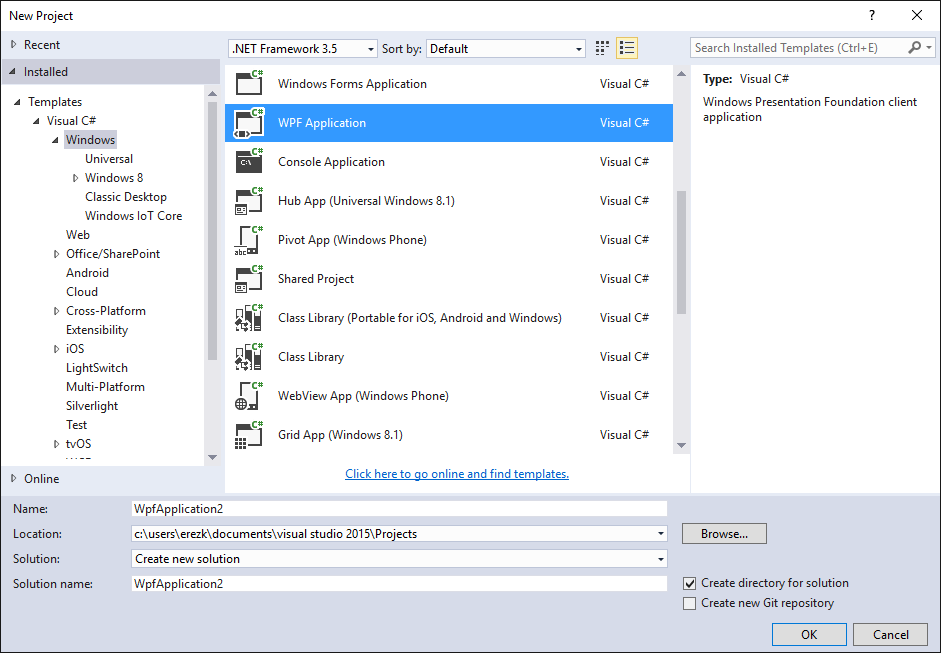 New Project
?
Recent
.NET Framework 3.5
Sort by:
Default
Search Installed Templates (Ctrl+E)
Installed
Templates
Visual C#
Windows
Universal
Windows 8
Classic Desktop
Windows IoT Core
Web
Office/SharePoint
Android
Cloud
Cross-Platform
Extensibility
iOS
LightSwitch
Multi-Platform
Silverlight
Test
tvOS
Online
Windows Forms Application Visual C#
WPF Application Visual C#
Console Application Visual C#
Hub App (Universal Windows 8.1) Visual C#
Pivot App (Windows Phone) Visual C#
Shared Project Visual C#
Class Library (Portable for iOS, Android and Windows) Visual C#
Class Library Visual C#
WebView App (Windows Phone) Visual C#
Grid App (Windows 8.1) Visual C#
Click here to go online and find templates.
Type: Visual C#
Windows Presentation Foundation client
application
Name: WpfApplication2
Location: c:\users\erezk\documents\visual studio 2015\Projects
Browse...
Solution: Create new solution
Solution name: WpfApplication2
Create directory for solution
Create new Git repository
OK
Cancel